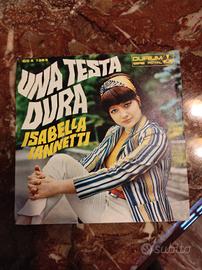 UNA TESTA
DURA
ISABELLA
IANNETTI
DURIUM
subito